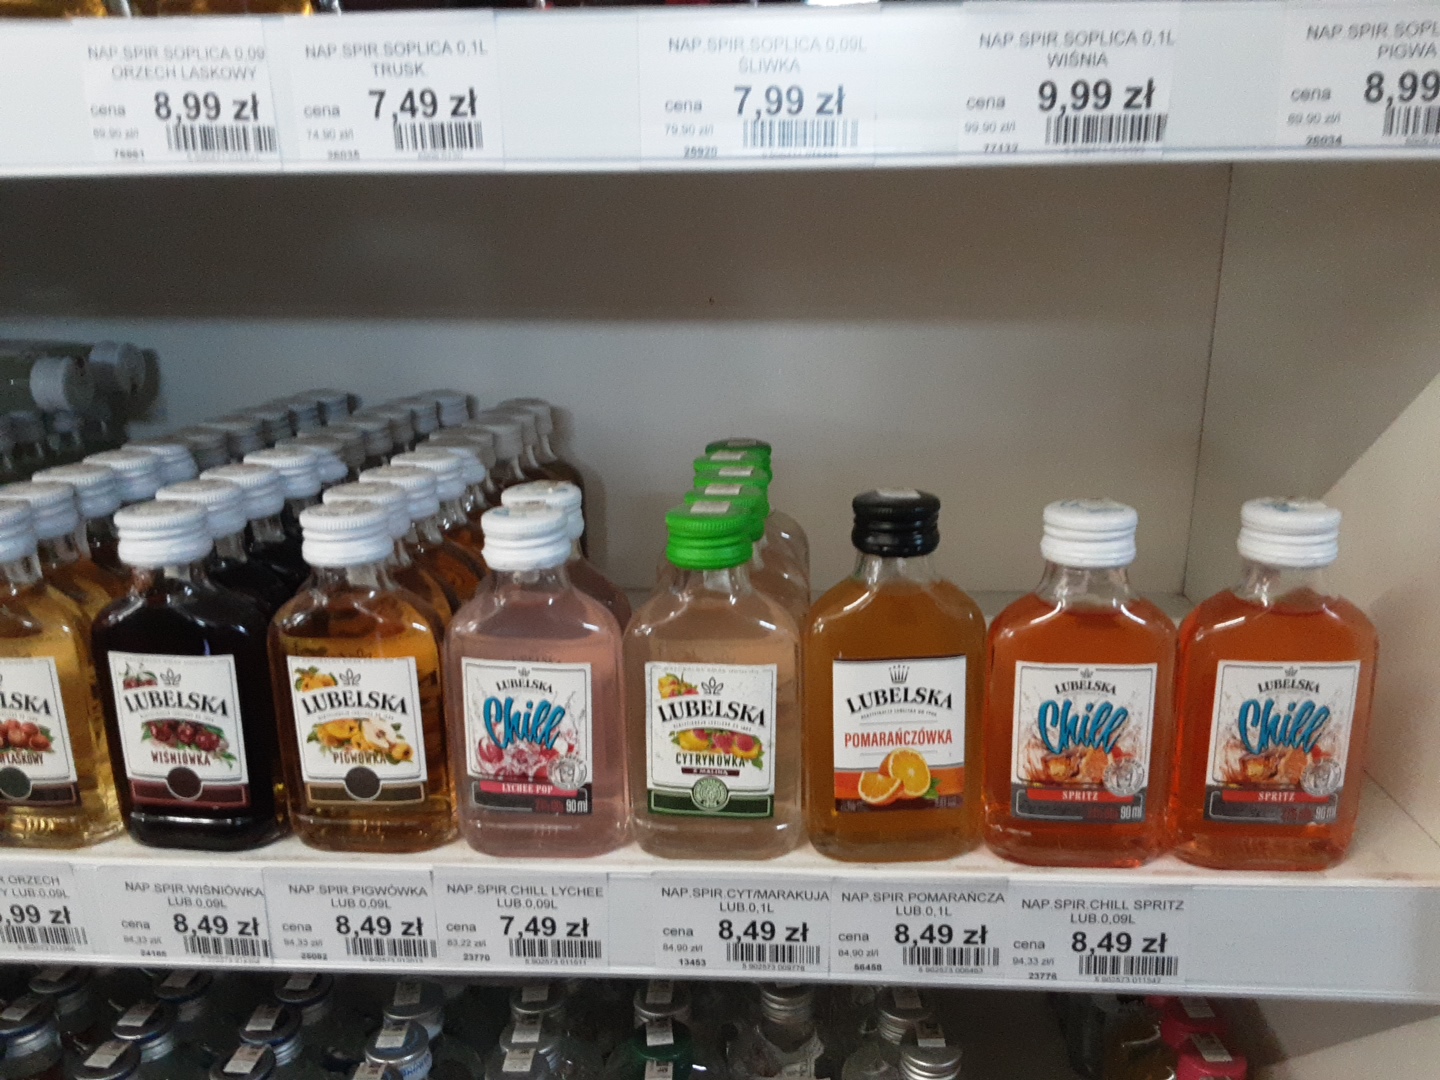 NAP.SPIR.SOPLICA 0,09
ORZECH LASKOWY
cena 8,99 zł
89,90 zł/l
NAP.SPIR.SOPLICA 0,1L
TRUSK.
cena 7,49 zł
74,90 zł/l
NAP.SPIR.SOPLICA 0,09L
ŚLIWKA
cena 7,99 zł
79,90 zł/l
25920
NAP.SPIR.SOPLICA 0,1L
WIŚNIA
cena 9,99 zł
99,90 zł/l
77132
NAP.SPIR.SOPL
PIGWA
cena 8,99
89,90 zł/l
25034
LUBELSKA
WIŚNIÓWKA
LUBELSKA
PIGWÓWKA
LUBELSKA
Chill
LYCHEE POP
90 ml
LUBELSKA
CYTRYNÓWKA
Z MALINĄ
LUBELSKA
POMARAŃCZÓWKA
LUBELSKA
Chill
SPRITZ
90 ml
LUBELSKA
Chill
SPRITZ
90 ml
ORZECH
LUB.0,09L
,99 zł
NAP.SPIR.WIŚNIÓWKA
LUB.0,09L
cena 8,49 zł
94,33 zł/l
24186
NAP.SPIR.PIGWÓWKA
LUB.0,09L
cena 8,49 zł
94,33 zł/l
25082
NAP.SPIR.CHILL LYCHEE
LUB.0,09L
cena 7,49 zł
83,22 zł/l
23770
NAP.SPIR.CYT/MARAKUJA
LUB.0,1L
cena 8,49 zł
84,90 zł/l
13453
NAP.SPIR.POMARAŃCZA
LUB.0,1L
cena 8,49 zł
84,90 zł/l
56458
NAP.SPIR.CHILL SPRITZ
LUB.0,09L
cena 8,49 zł
94,33 zł/l
23776